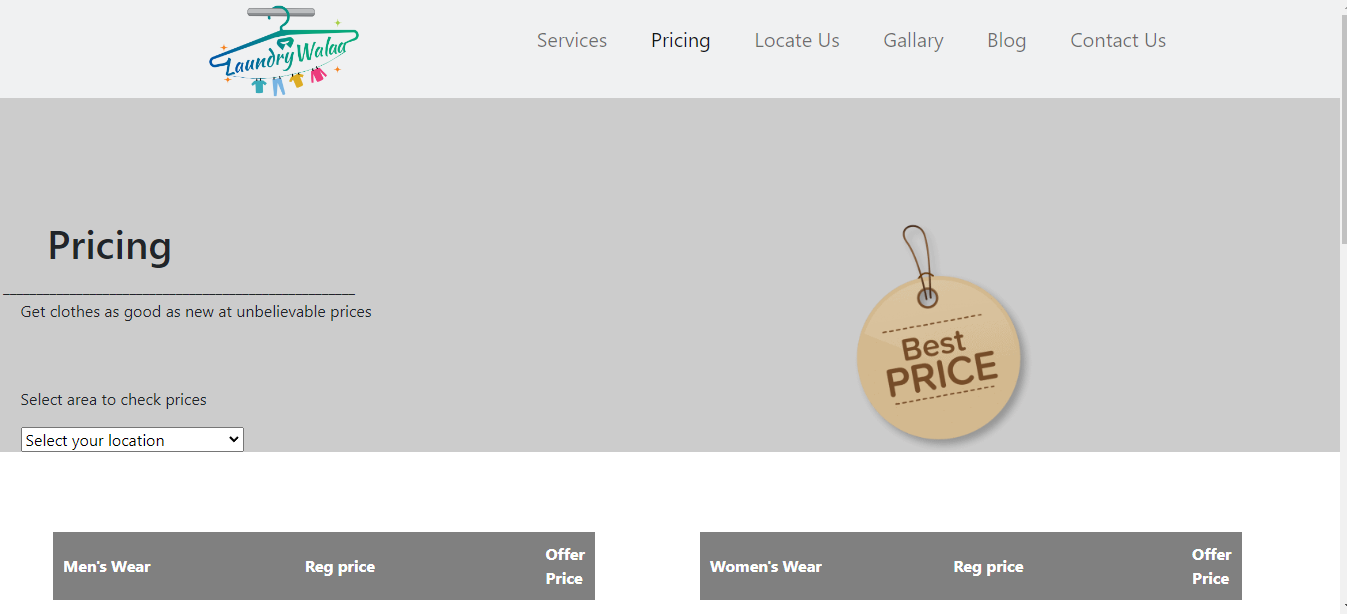 Laundry Walaa
Services Pricing Locate Us Gallary Blog Contact Us
Pricing
Get clothes as good as new at unbelievable prices
Best
PRICE
Select area to check prices
Select your location
Men's Wear Reg price Offer Price
Women's Wear Reg price Offer Price